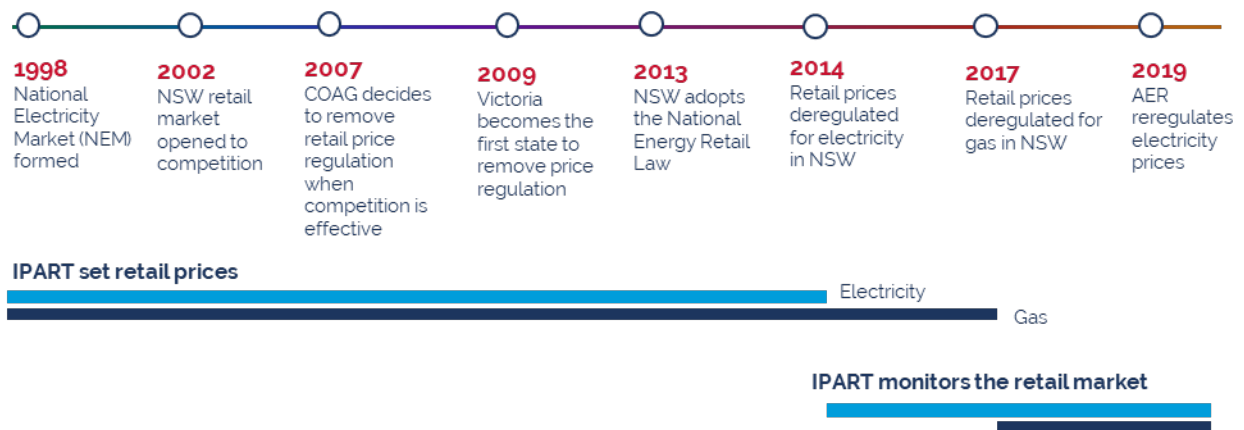 1998
National
Electricity
Market (NEM)
formed
2002
NSW retail
market
opened to
competition
2007
COAG decides
to remove
retail price
regulation
when
competition is
effective
2009
Victoria
becomes the
first state to
remove price
regulation
2013
NSW adopts
the National
Energy Retail
Law
2014
Retail prices
deregulated
for electricity
in NSW
2017
Retail prices
deregulated for
gas in NSW
2019
AER
reregulates
electricity
prices
IPART set retail prices
Electricity
Gas
IPART monitors the retail market